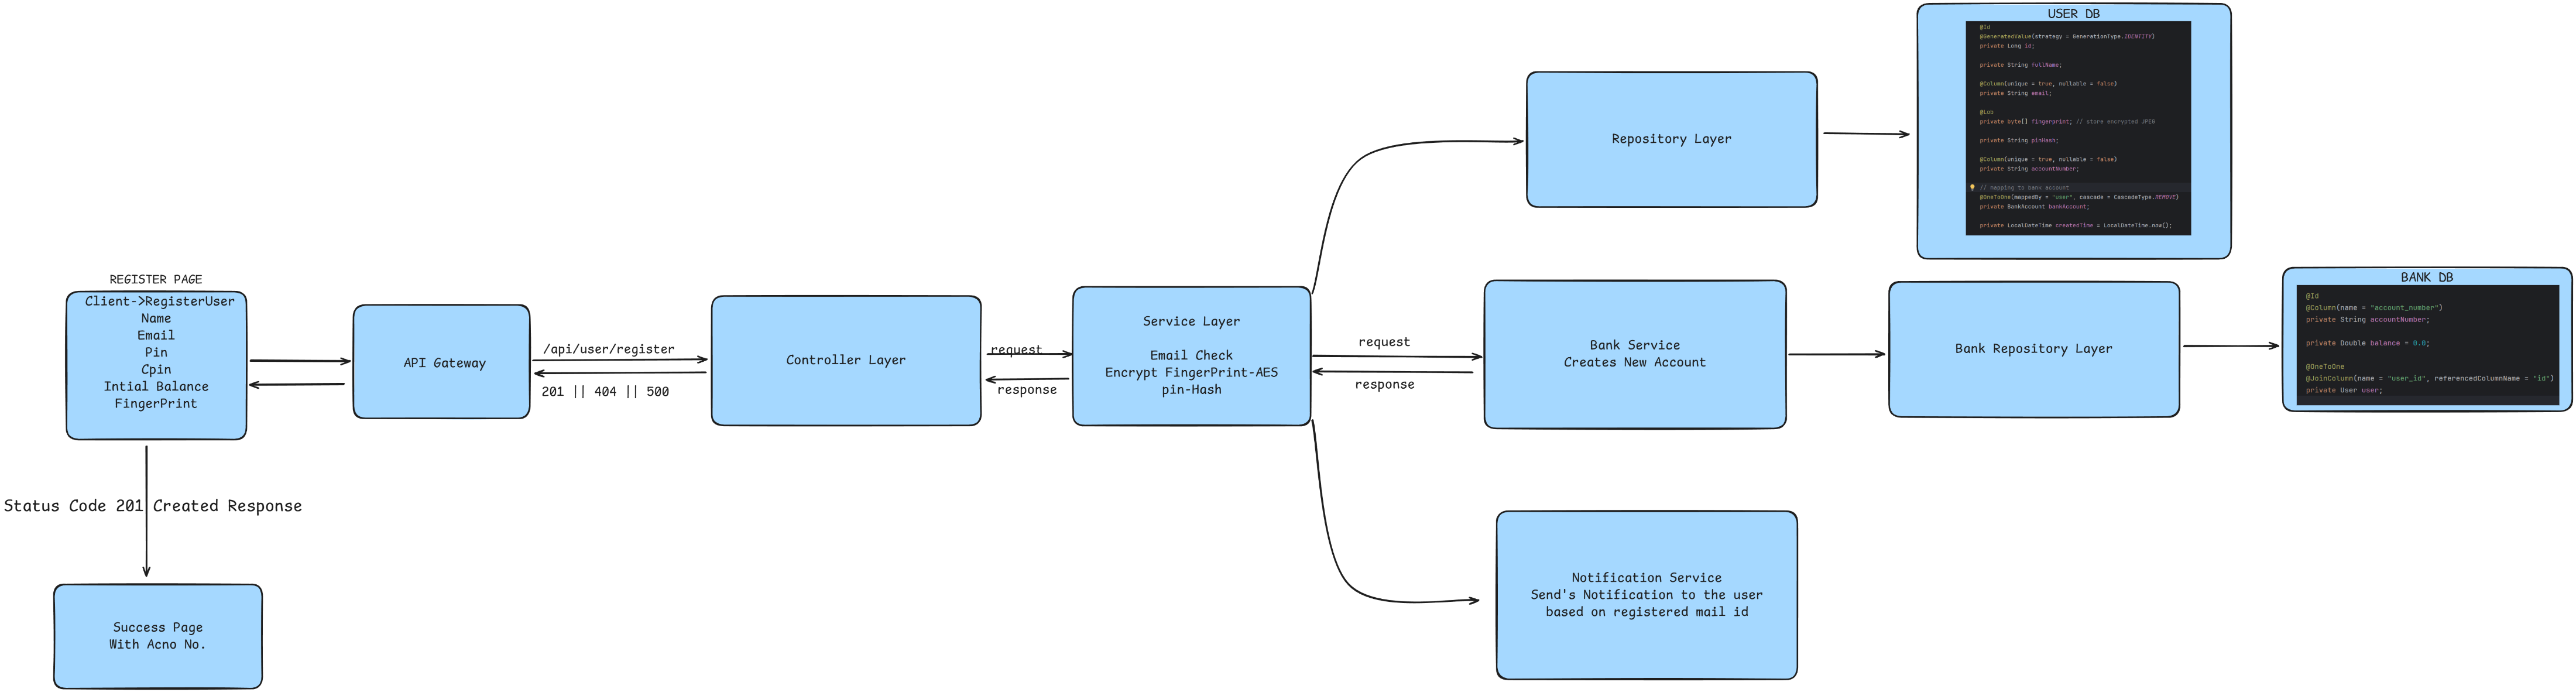 USER DB
@Id
@GeneratedValue(strategy = GenerationType.IDENTITY)
private Long id;
private String fullName;
@Column(unique = true, nullable = false)
private String email;
@Lob
private byte[] fingerprint; // store encrypted JPEG
private String pinHash;
@Column(unique = true, nullable = false)
private String accountNumber;
// mapping to bank account
@OneToOne(mappedBy = "user", cascade = CascadeType.REMOVE)
private BankAccount bankAccount;
private LocalDateTime createdTime = LocalDateTime.now();
Repository Layer
REGISTER PAGE
Client->RegisterUser
Name
Email
Pin
Cpin
Intial Balance
FingerPrint
API Gateway
/api/user/register
201 || 404 || 500
Controller Layer
request
response
Service Layer
Email Check
Encrypt FingerPrint-AES
pin-Hash
request
response
Bank Service
Creates New Account
Bank Repository Layer
BANK DB
@Id
@Column(name = "account_number")
private String accountNumber;
private Double balance = 0.0;
@OneToOne
@JoinColumn(name = "user_id", referencedColumnName = "id")
private User user;
Status Code 201 Created Response
Success Page
With Acno No.
Notification Service
Send's Notification to the user
based on registered mail id